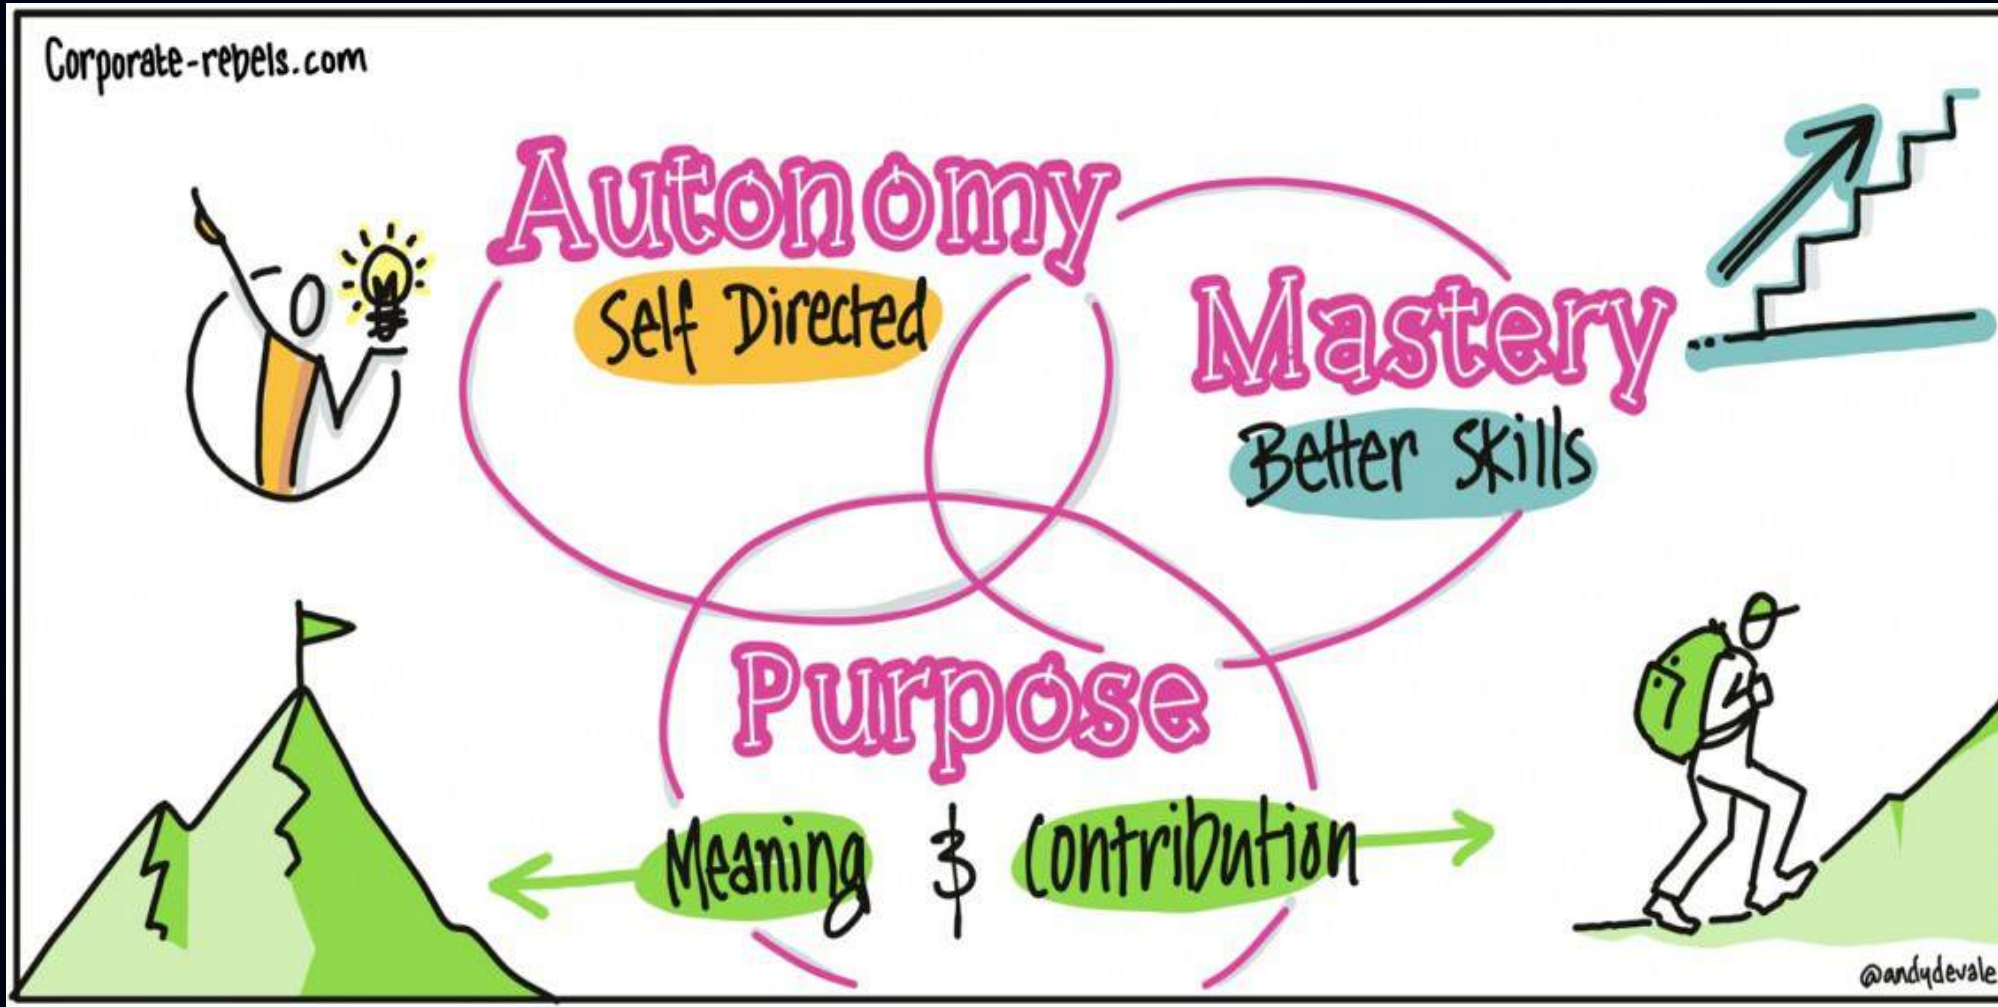 Corporate-rebels.com
Autonomy
Self Directed
Mastery
Better Skills
Purpose
Meaning & Contribution
@andydevale